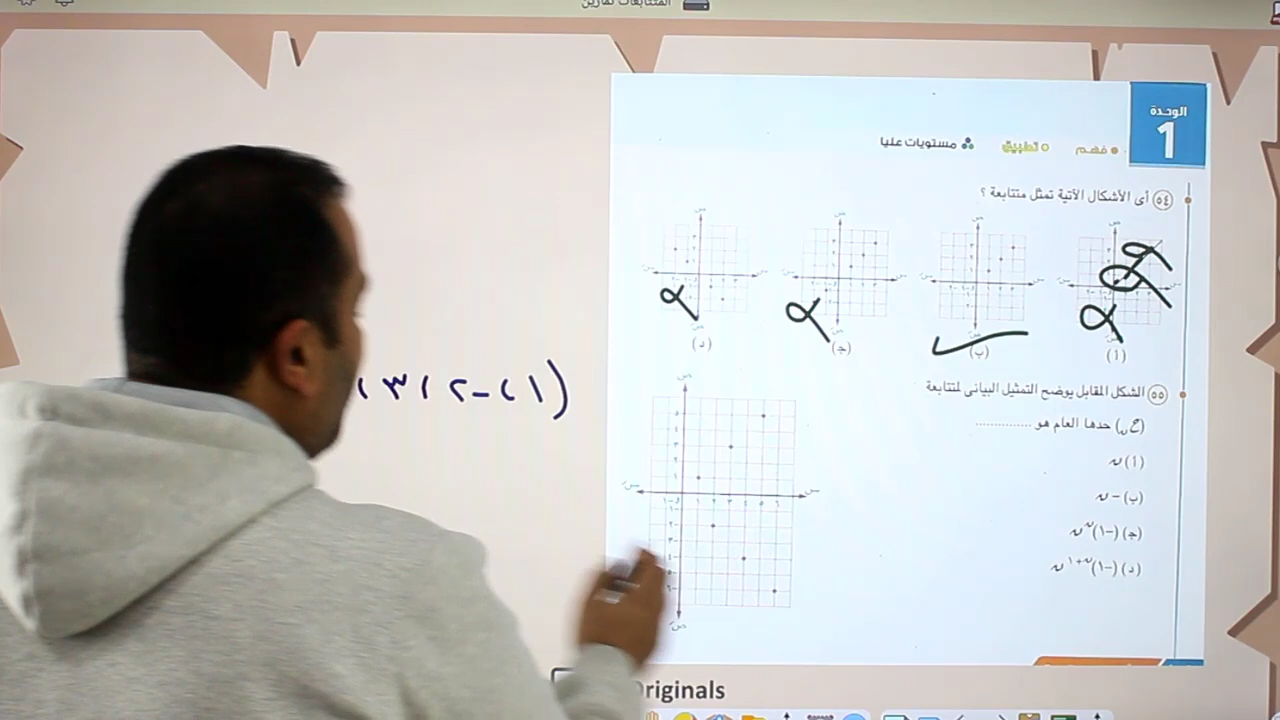 المتتابعات تمارين
الوحدة
1
فهم
تطبيق
مستويات عليا
٥٤ أى الأشكال الآتية تمثل متتابعة ؟
(أ)
(ب)
(جـ)
(د)
٥٥ الشكل المقابل يوضح التمثيل البيانى لمتتابعة
(ح‌ن) حدها العام هو ..............
(أ) ن
(ب) -ن
(جـ) (-١)^ن ن
(د) (-١)^ن+١ ن
(١ ، -٢ ، ٣ ،
riginals